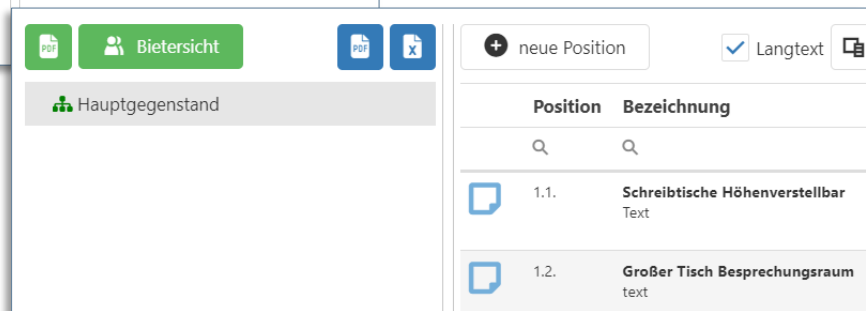 PDF Bietersicht PDF X
Hauptgegenstand
neue Position Langtext
Position Bezeichnung
1.1. Schreibtische Höhenverstellbar
Text
1.2. Großer Tisch Besprechungsraum
text